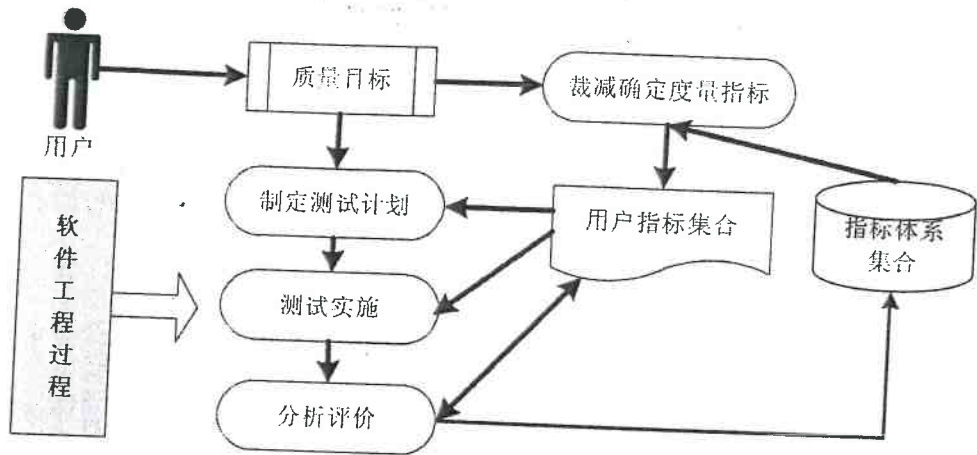 质量目标
裁减确定度量指标
用户
制定测试计划
用户指标集合
指标体系
集合
软件工程过程
测试实施
分析评价